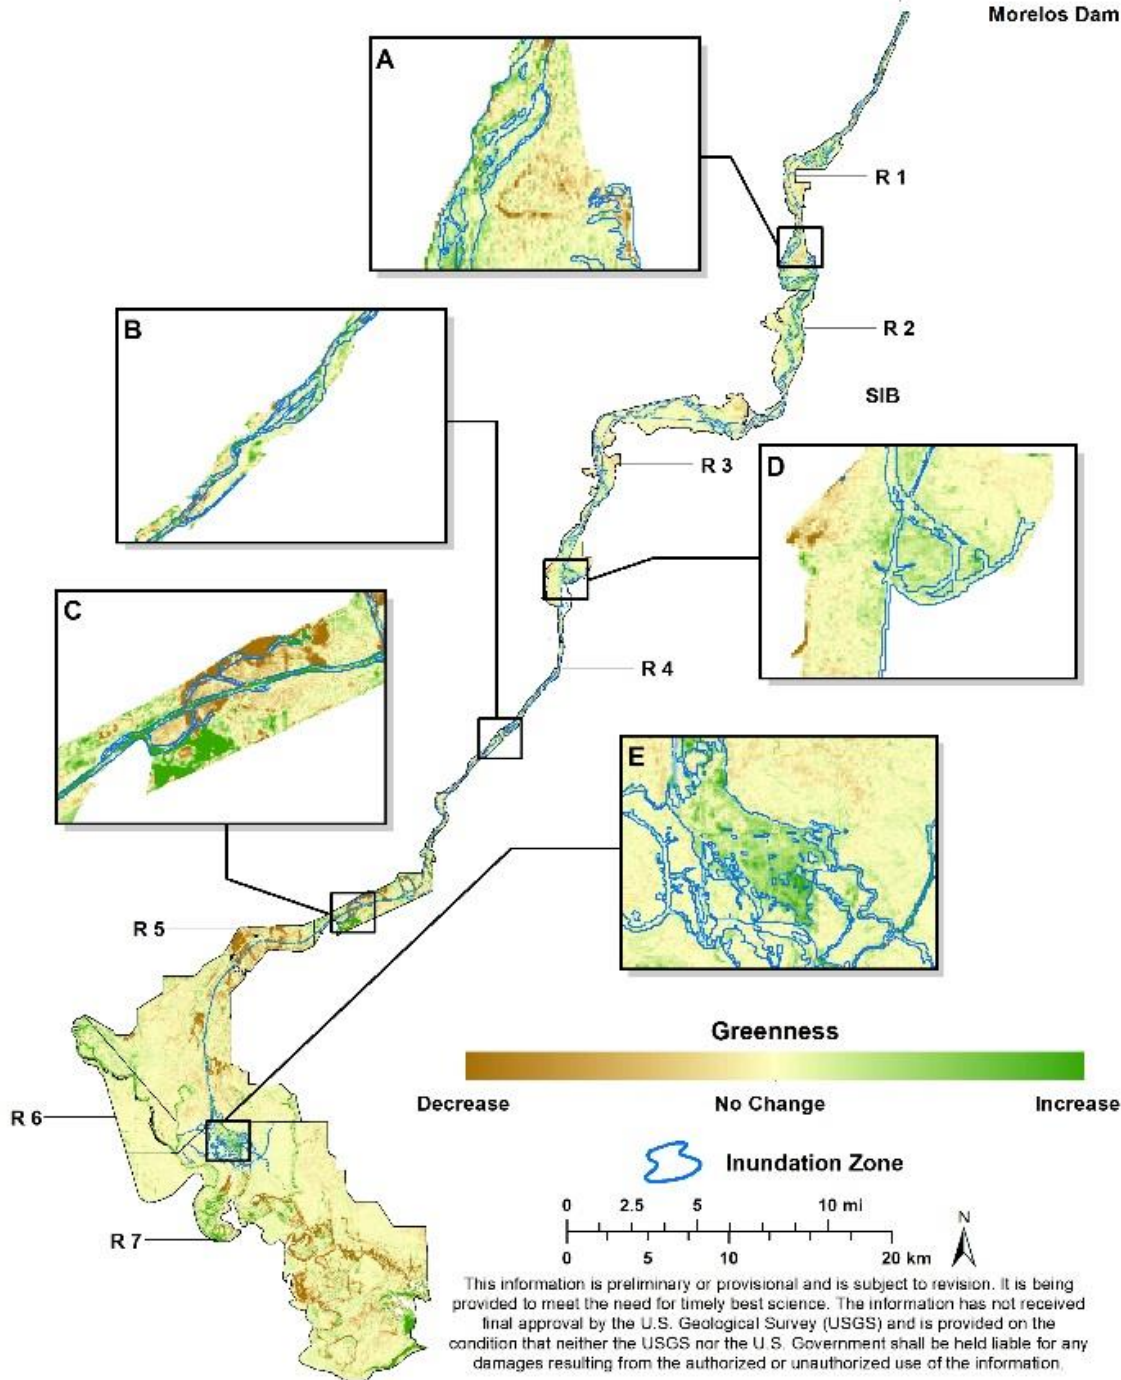 Morelos Dam
A
R 1
B
R 2
SIB
R 3
D
C
R 4
E
R 5
Greenness
Decrease No Change Increase
R 6
Inundation Zone
0 2.5 5 10 mi
N
R 7
0 5 10 20 km
This information is preliminary or provisional and is subject to revision. It is being
provided to meet the need for timely best science. The information has not received
final approval by the U.S. Geological Survey (USGS) and is provided on the
condition that neither the USGS nor the U.S. Government shall be held liable for any
damages resulting from the authorized or unauthorized use of the information.